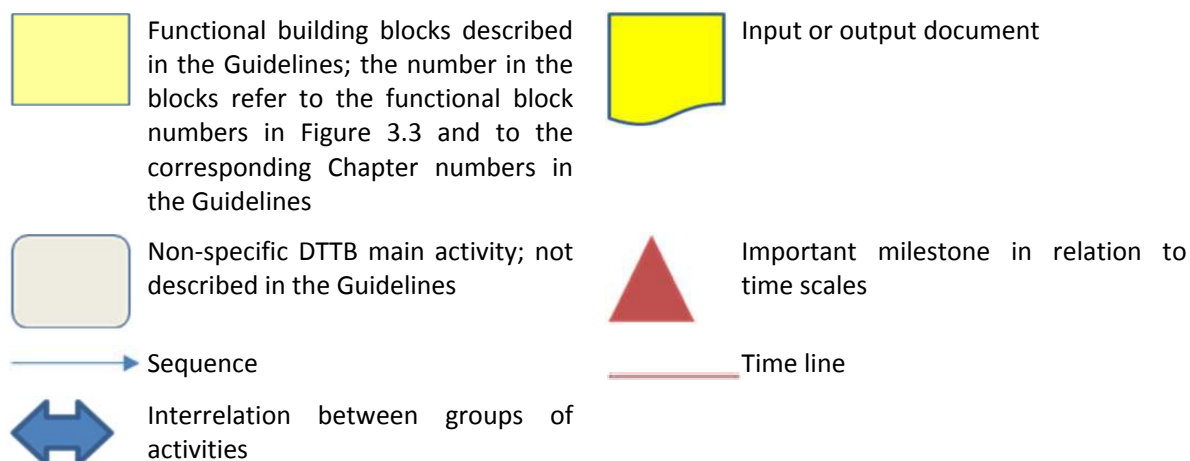 Functional building blocks described
in the Guidelines; the number in the
blocks refer to the functional block
numbers in Figure 3.3 and to the
corresponding Chapter numbers in
the Guidelines
Input or output document
Non-specific DTTB main activity; not
described in the Guidelines
Important milestone in relation to
time scales
Sequence
Time line
Interrelation between groups of
activities